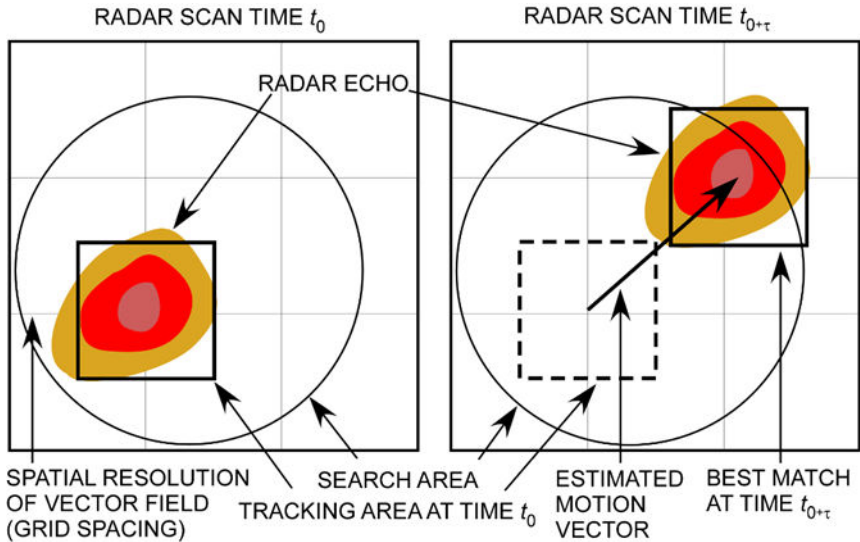 RADAR SCAN TIME t₀
RADAR SCAN TIME t₀₊τ
RADAR ECHO
SPATIAL RESOLUTION
OF VECTOR FIELD
(GRID SPACING)
SEARCH AREA
TRACKING AREA AT TIME t₀
ESTIMATED
MOTION
VECTOR
BEST MATCH
AT TIME t₀₊τ